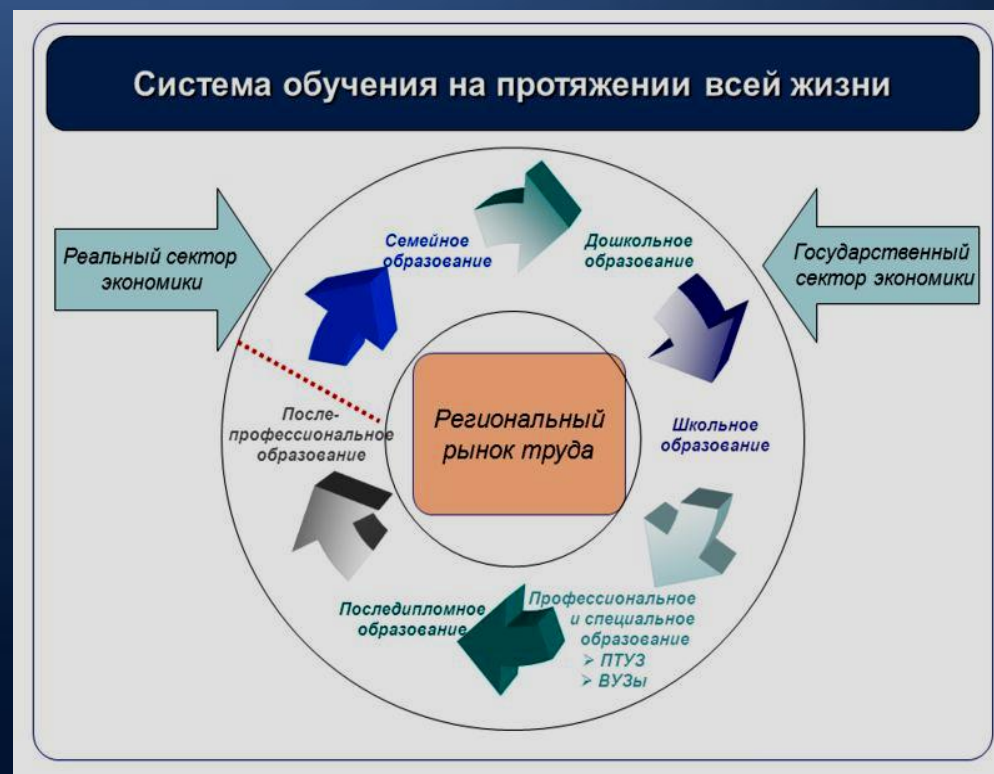 Система обучения на протяжении всей жизни
Реальный сектор
экономики
Государственный
сектор экономики
Семейное
образование
Дошкольное
образование
Школьное
образование
Профессиональное
и специальное
образование
➢ ПТУЗ
➢ ВУЗы
Последипломное
образование
После-
профессиональное
образование
Региональный
рынок труда